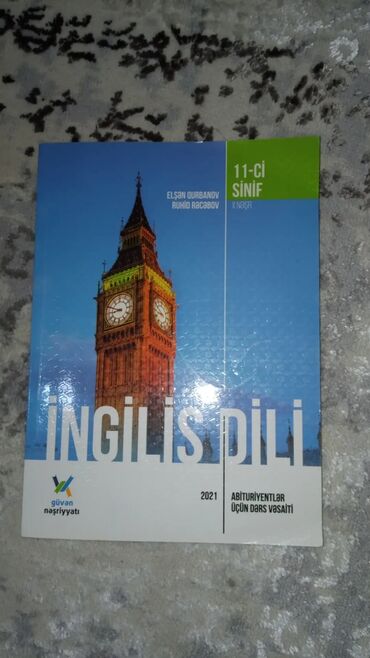 11-Cİ
SİNİF
X NƏŞR
ELŞƏN QURBANOV
RUHİD RƏCƏBOV
İNGİLİS DİLİ
güvən
nəşriyyatı
2021
ABİTURİYENTLƏR
ÜÇÜN DƏRS VƏSAİTİ